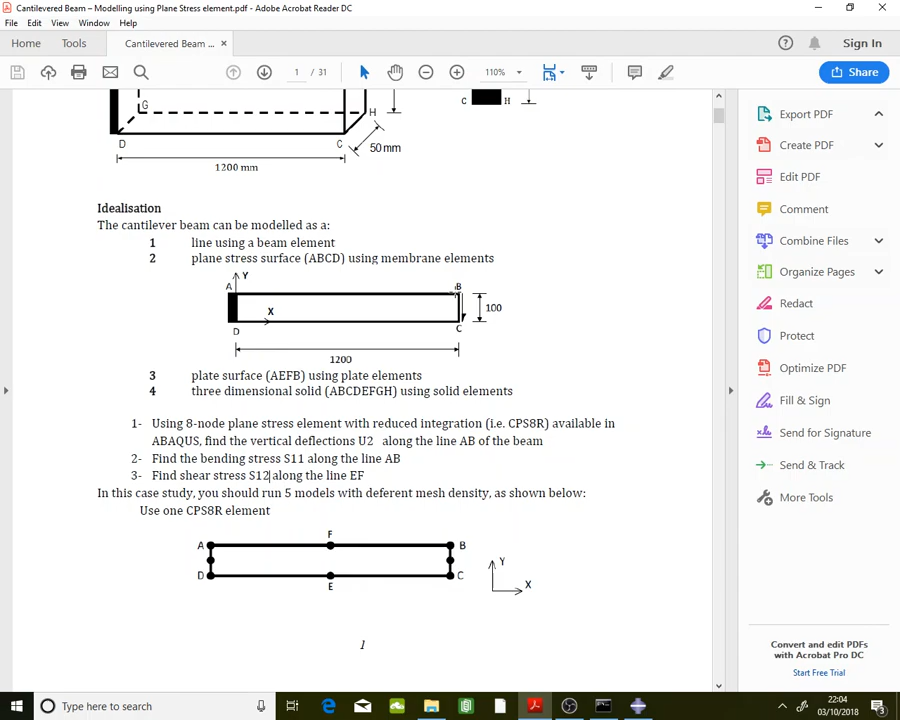 Cantilevered Beam – Modelling using Plane Stress element.pdf - Adobe Acrobat Reader DC
File Edit View Window Help
Home Tools Cantilevered Beam ... × Sign In
1 / 31 110% Share
G H C H
D C 50 mm
1200 mm
Idealisation
The cantilever beam can be modelled as a:
1 line using a beam element
2 plane stress surface (ABCD) using membrane elements
Y
A B
X 100
D C
1200
3 plate surface (AEFB) using plate elements
4 three dimensional solid (ABCDEFGH) using solid elements
1- Using 8-node plane stress element with reduced integration (i.e. CPS8R) available in
ABAQUS, find the vertical deflections U2 along the line AB of the beam
2- Find the bending stress S11 along the line AB
3- Find shear stress S12 along the line EF
In this case study, you should run 5 models with deferent mesh density, as shown below:
Use one CPS8R element
F
A B
Y
D C
E X
1
Export PDF
Create PDF
Edit PDF
Comment
Combine Files
Organize Pages
Redact
Protect
Optimize PDF
Fill & Sign
Send for Signature
Send & Track
More Tools
Convert and edit PDFs
with Acrobat Pro DC
Start Free Trial
Type here to search
22:04
03/10/2018
3